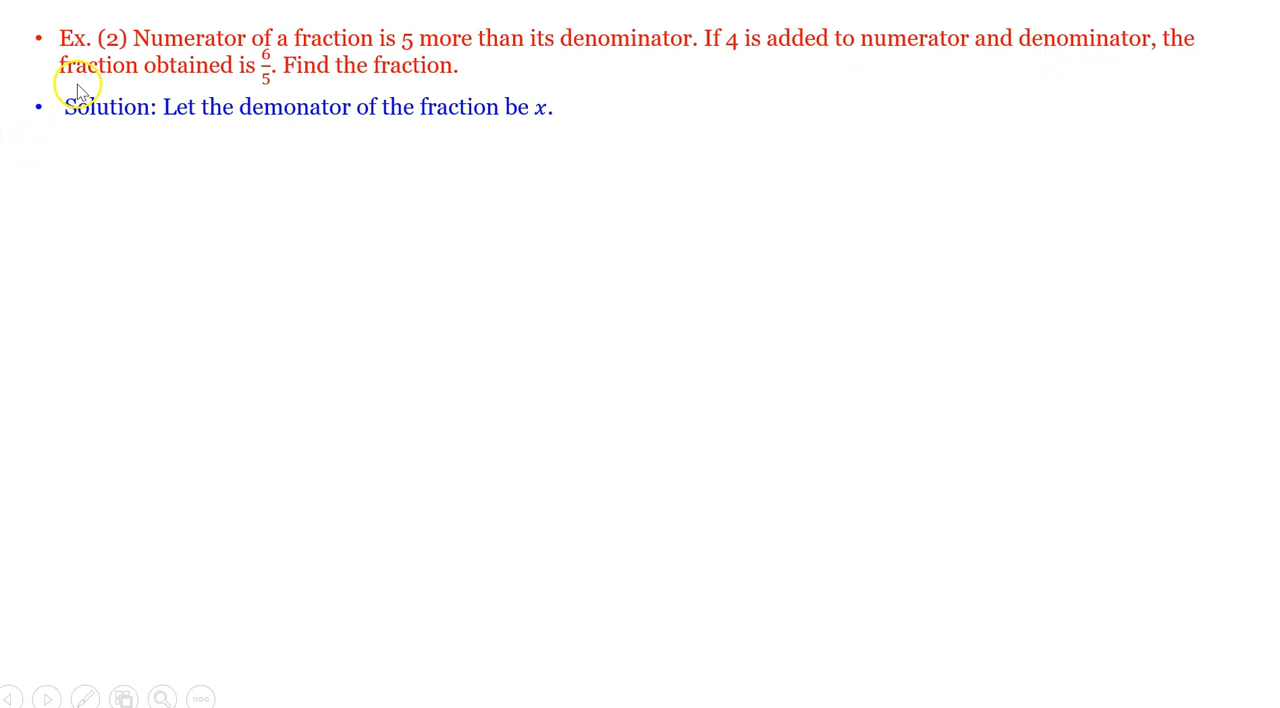 • Ex. (2) Numerator of a fraction is 5 more than its denominator. If 4 is added to numerator and denominator, the
fraction obtained is 6/5. Find the fraction.
• Solution: Let the demonator of the fraction be x.